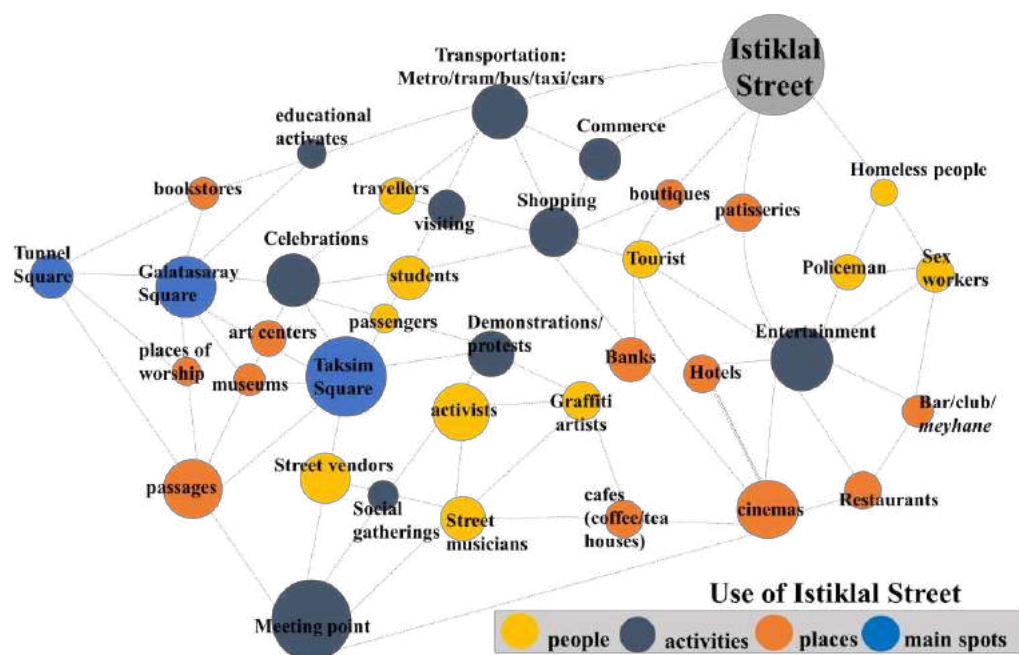 Istiklal
Street
Transportation:
Metro/tram/bus/taxi/cars
educational
activates
Commerce
Homeless people
bookstores
travellers
boutiques
patisseries
visiting
Shopping
Tunnel
Square
Celebrations
Galatasaray
Square
students
Tourist
Policeman
Sex
workers
passengers
art centers
Demonstrations/
protests
Entertainment
places of
worship
museums
Taksim
Square
Banks
Hotels
activists
Graffiti
artists
Bar/club/
meyhane
Street vendors
passages
Social
gatherings
Street
musicians
cafes
(coffee/tea
houses)
cinemas
Restaurants
Meeting point
Use of Istiklal Street
people
activities
places
main spots